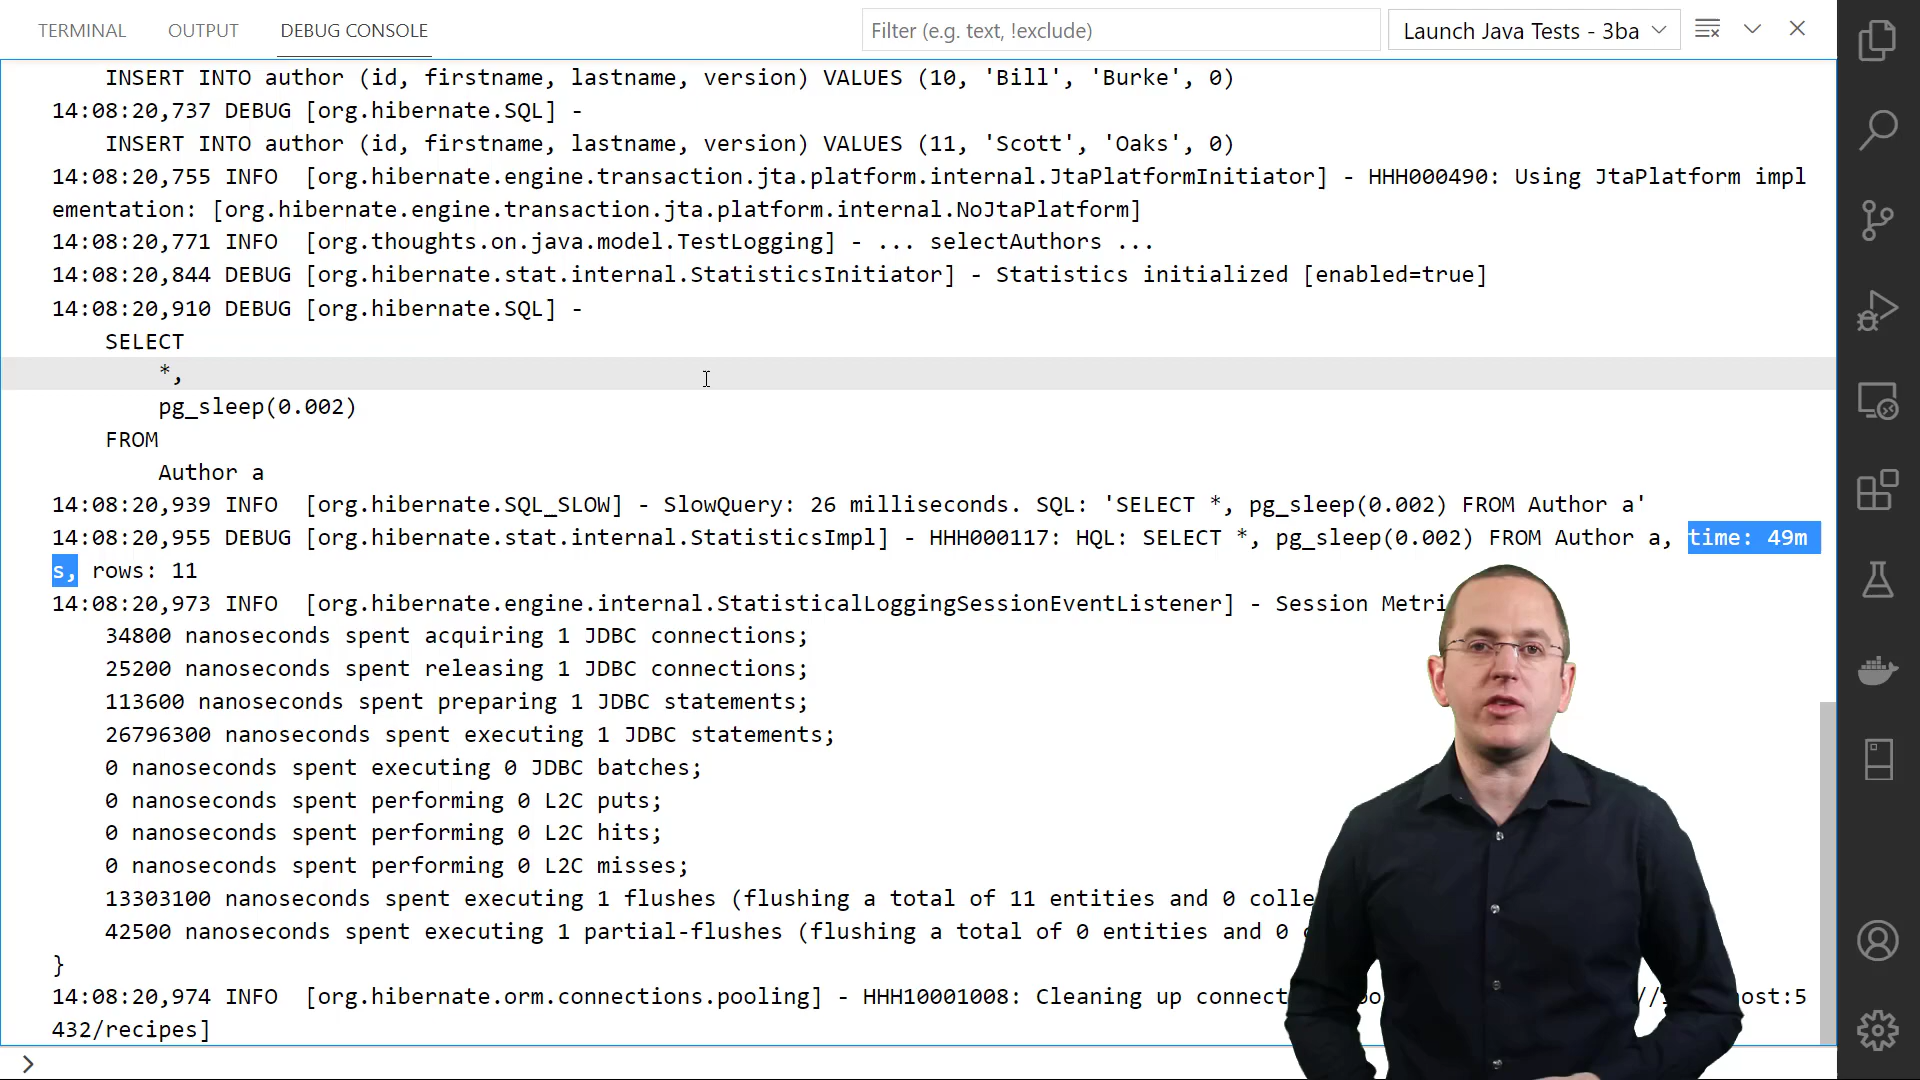 TERMINAL OUTPUT DEBUG CONSOLE Filter (e.g. text, !exclude) Launch Java Tests - 3ba
INSERT INTO author (id, firstname, lastname, version) VALUES (10, 'Bill', 'Burke', 0)
14:08:20,737 DEBUG [org.hibernate.SQL] -
INSERT INTO author (id, firstname, lastname, version) VALUES (11, 'Scott', 'Oaks', 0)
14:08:20,755 INFO  [org.hibernate.engine.transaction.jta.platform.internal.JtaPlatformInitiator] - HHH000490: Using JtaPlatform impl
ementation: [org.hibernate.engine.transaction.jta.platform.internal.NoJtaPlatform]
14:08:20,771 INFO  [org.thoughts.on.java.model.TestLogging] - ... selectAuthors ...
14:08:20,844 DEBUG [org.hibernate.stat.internal.StatisticsInitiator] - Statistics initialized [enabled=true]
14:08:20,910 DEBUG [org.hibernate.SQL] -
SELECT
*,
pg_sleep(0.002)
FROM
Author a
14:08:20,939 INFO  [org.hibernate.SQL_SLOW] - SlowQuery: 26 milliseconds. SQL: 'SELECT *, pg_sleep(0.002) FROM Author a'
14:08:20,955 DEBUG [org.hibernate.stat.internal.StatisticsImpl] - HHH000117: HQL: SELECT *, pg_sleep(0.002) FROM Author a, time: 49m
s, rows: 11
14:08:20,973 INFO  [org.hibernate.engine.internal.StatisticalLoggingSessionEventListener] - Session Metri
34800 nanoseconds spent acquiring 1 JDBC connections;
25200 nanoseconds spent releasing 1 JDBC connections;
113600 nanoseconds spent preparing 1 JDBC statements;
26796300 nanoseconds spent executing 1 JDBC statements;
0 nanoseconds spent executing 0 JDBC batches;
0 nanoseconds spent performing 0 L2C puts;
0 nanoseconds spent performing 0 L2C hits;
0 nanoseconds spent performing 0 L2C misses;
13303100 nanoseconds spent executing 1 flushes (flushing a total of 11 entities and 0 colle
42500 nanoseconds spent executing 1 partial-flushes (flushing a total of 0 entities and 0
}
14:08:20,974 INFO  [org.hibernate.orm.connections.pooling] - HHH10001008: Cleaning up connect ost:5
432/recipes]